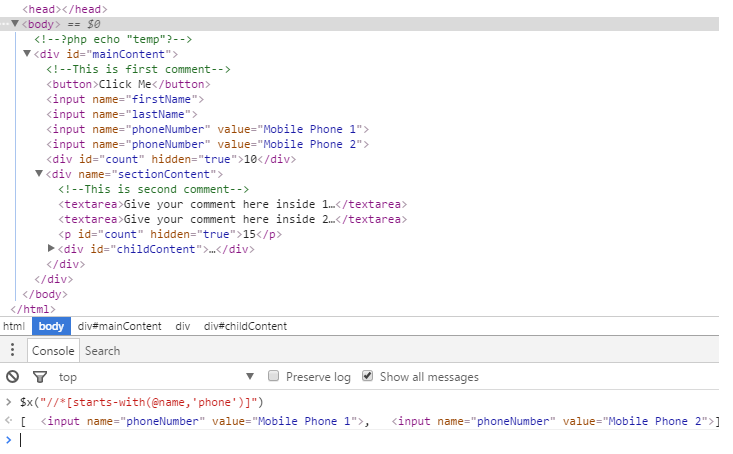 <head></head>
<body> == $0
<!--?php echo "temp"?-->
<div id="mainContent">
<!--This is first comment-->
<button>Click Me</button>
<input name="firstName">
<input name="lastName">
<input name="phoneNumber" value="Mobile Phone 1">
<input name="phoneNumber" value="Mobile Phone 2">
<div id="count" hidden="true">10</div>
<div name="sectionContent">
<!--This is second comment-->
<textarea>Give your comment here inside 1…</textarea>
<textarea>Give your comment here inside 2…</textarea>
<p id="count" hidden="true">15</p>
<div id="childContent">…</div>
</div>
</div>
</body>
</html>
html body div#mainContent div div#childContent
Console Search
top Preserve log Show all messages
$x("//*[starts-with(@name,'phone')]")
[ <input name="phoneNumber" value="Mobile Phone 1">, <input name="phoneNumber" value="Mobile Phone 2">]